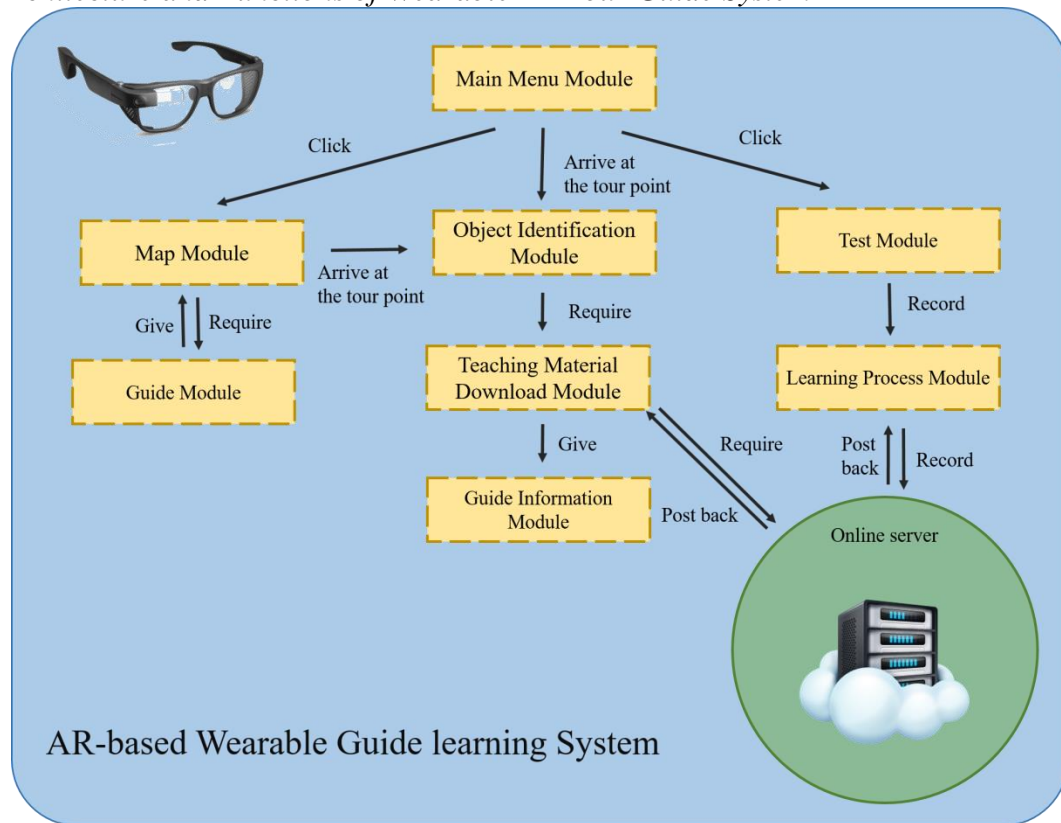 Main Menu Module
Click
Arrive at
the tour point
Click
Map Module
Arrive at
the tour point
Object Identification
Module
Test Module
Give
Require
Require
Record
Guide Module
Teaching Material
Download Module
Learning Process Module
Give
Require
Post
back
Record
Guide Information
Module
Post back
Online server
AR-based Wearable Guide learning System